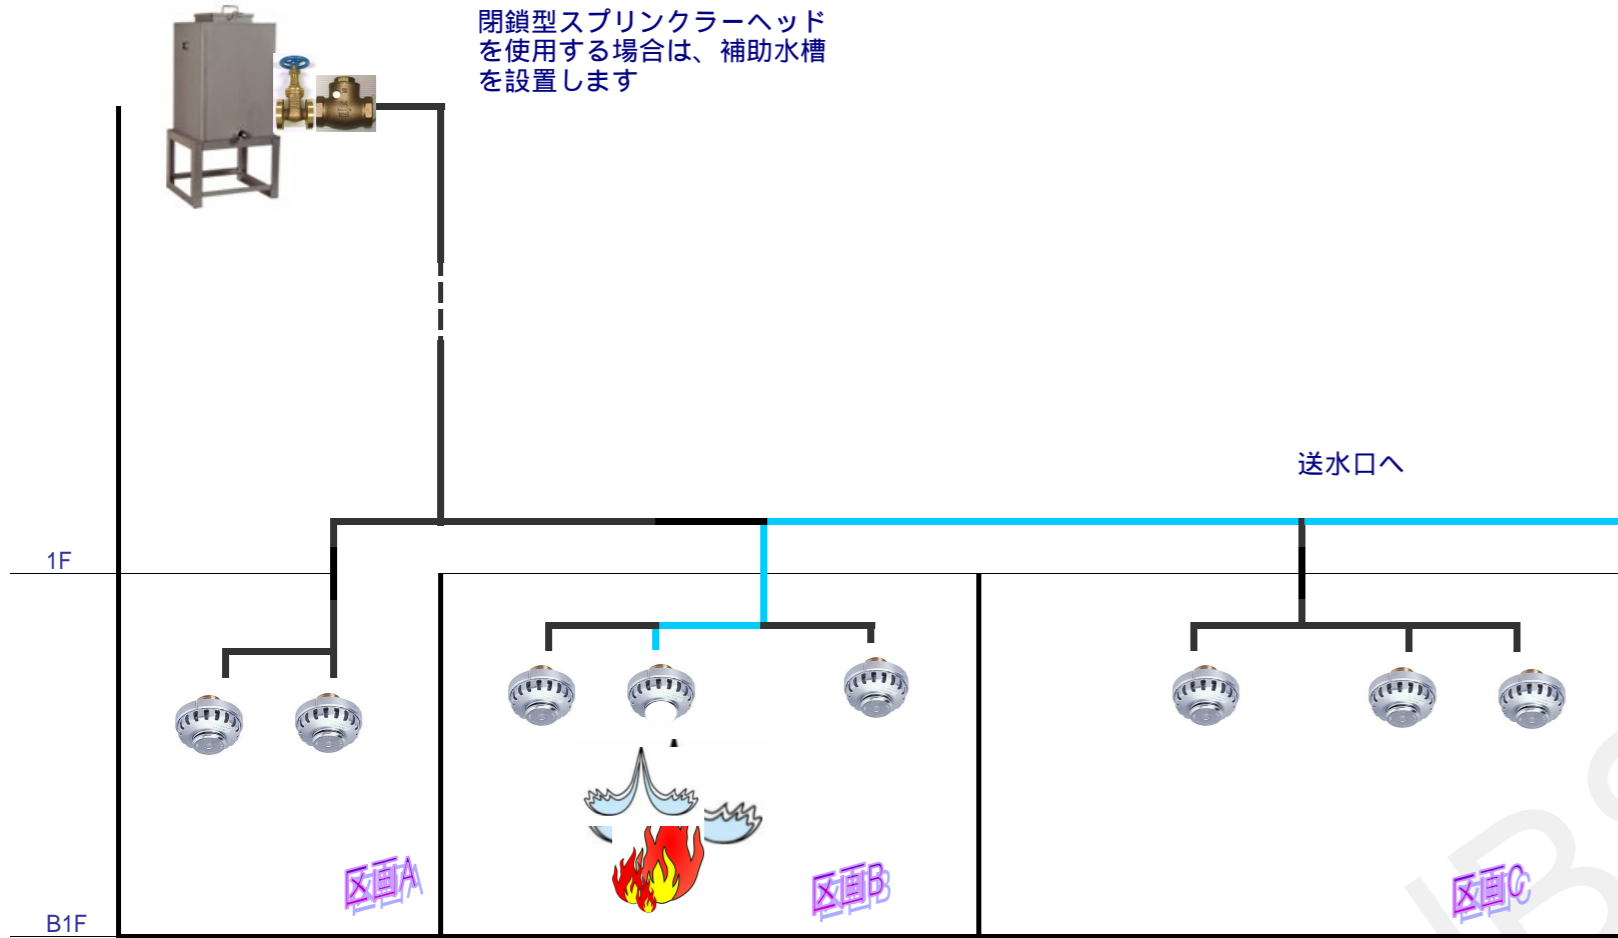 閉鎖型スプリンクラーヘッド
を使用する場合は、補助水槽
を設置します
送水口へ
1F
区画A
区画B
区画C
B1F